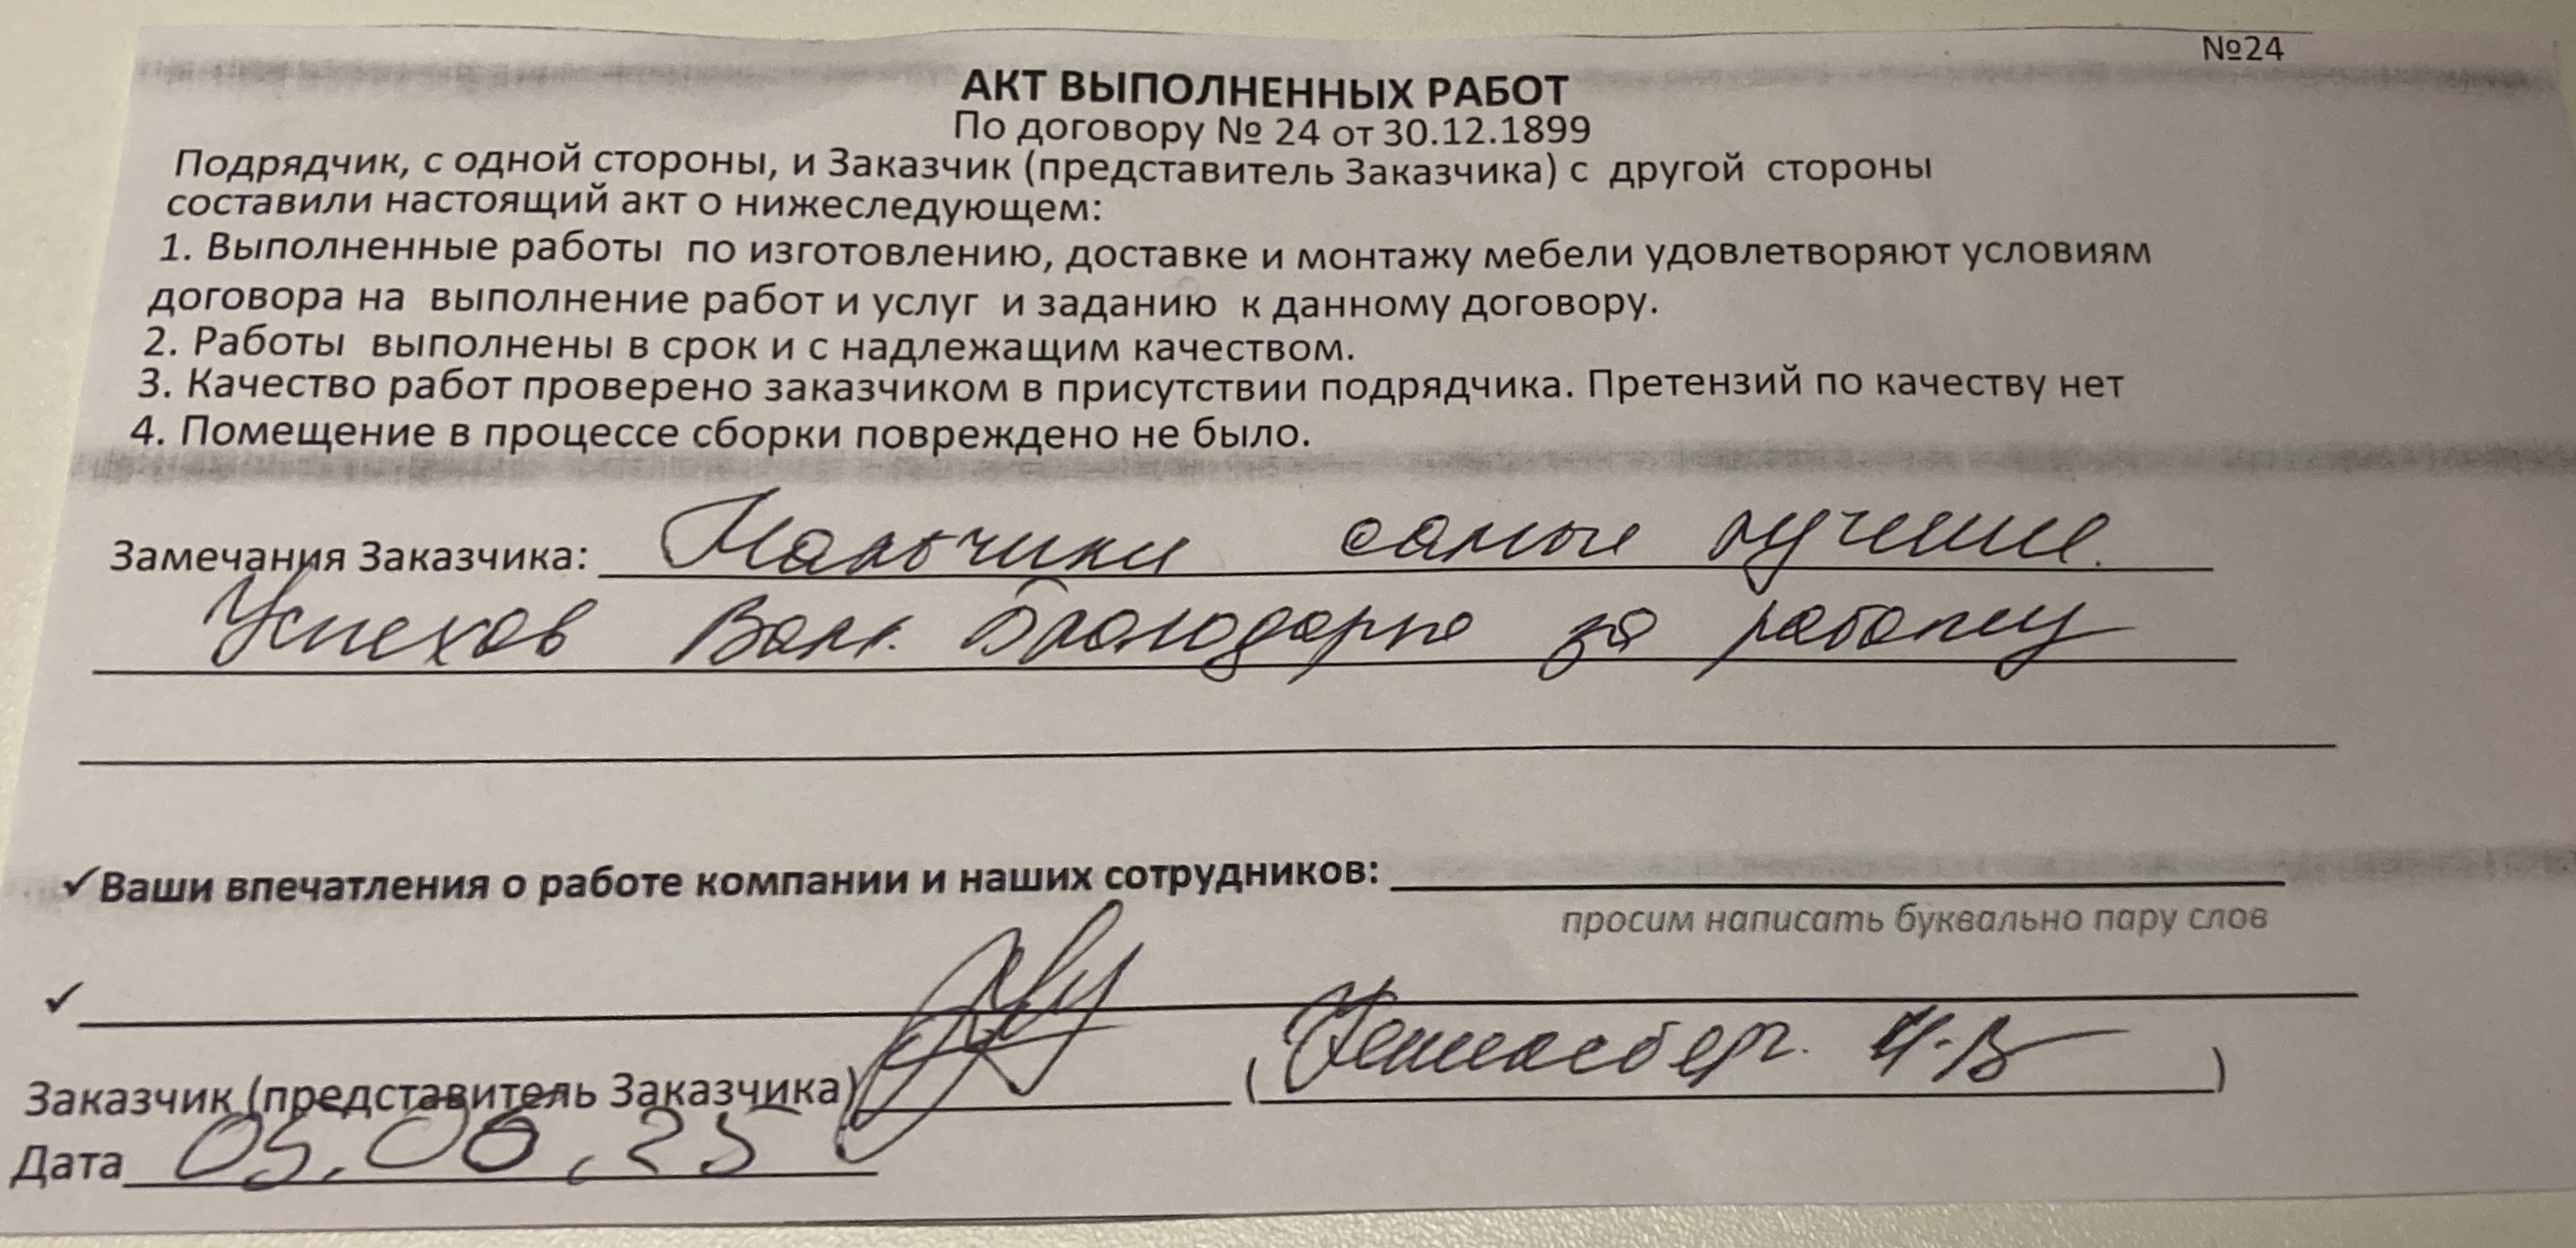 №24
АКТ ВЫПОЛНЕННЫХ РАБОТ
По договору № 24 от 30.12.1899
Подрядчик, с одной стороны, и Заказчик (представитель Заказчика) с другой стороны
составили настоящий акт о нижеследующем:
1. Выполненные работы по изготовлению, доставке и монтажу мебели удовлетворяют условиям
договора на выполнение работ и услуг и заданию к данному договору.
2. Работы выполнены в срок и с надлежащим качеством.
3. Качество работ проверено заказчиком в присутствии подрядчика. Претензий по качеству нет
4. Помещение в процессе сборки повреждено не было.
Замечания Заказчика: Мальчики самые лучшие.
Успехов Вам. Благодарю за работу
✓Ваши впечатления о работе компании и наших сотрудников:
просим написать буквально пару слов
✓
Заказчик (представитель Заказчика) ( )
Дата 05.06.25